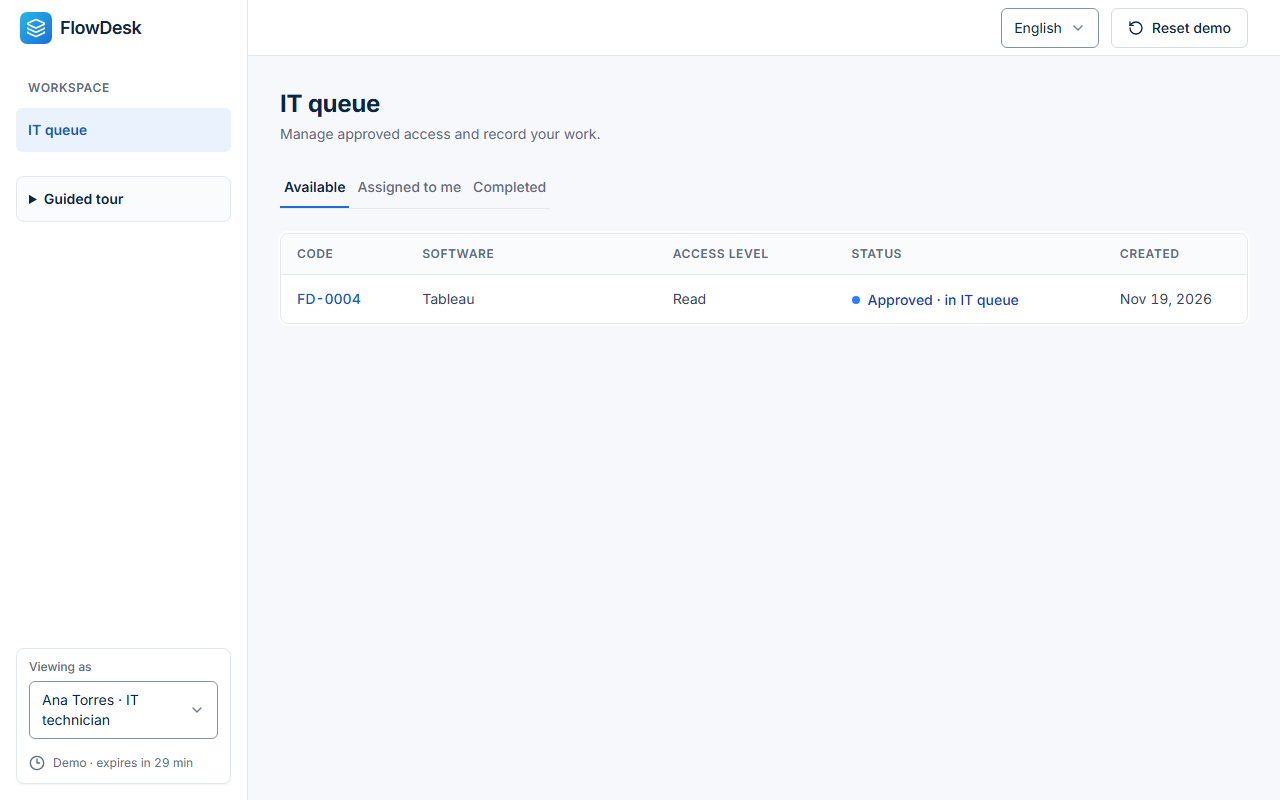 FlowDesk
English
Reset demo
WORKSPACE
IT queue
Guided tour
IT queue
Manage approved access and record your work.
Available Assigned to me Completed
CODE SOFTWARE ACCESS LEVEL STATUS CREATED
FD-0004 Tableau Read Approved · in IT queue Nov 19, 2026
Viewing as
Ana Torres · IT
technician
Demo · expires in 29 min